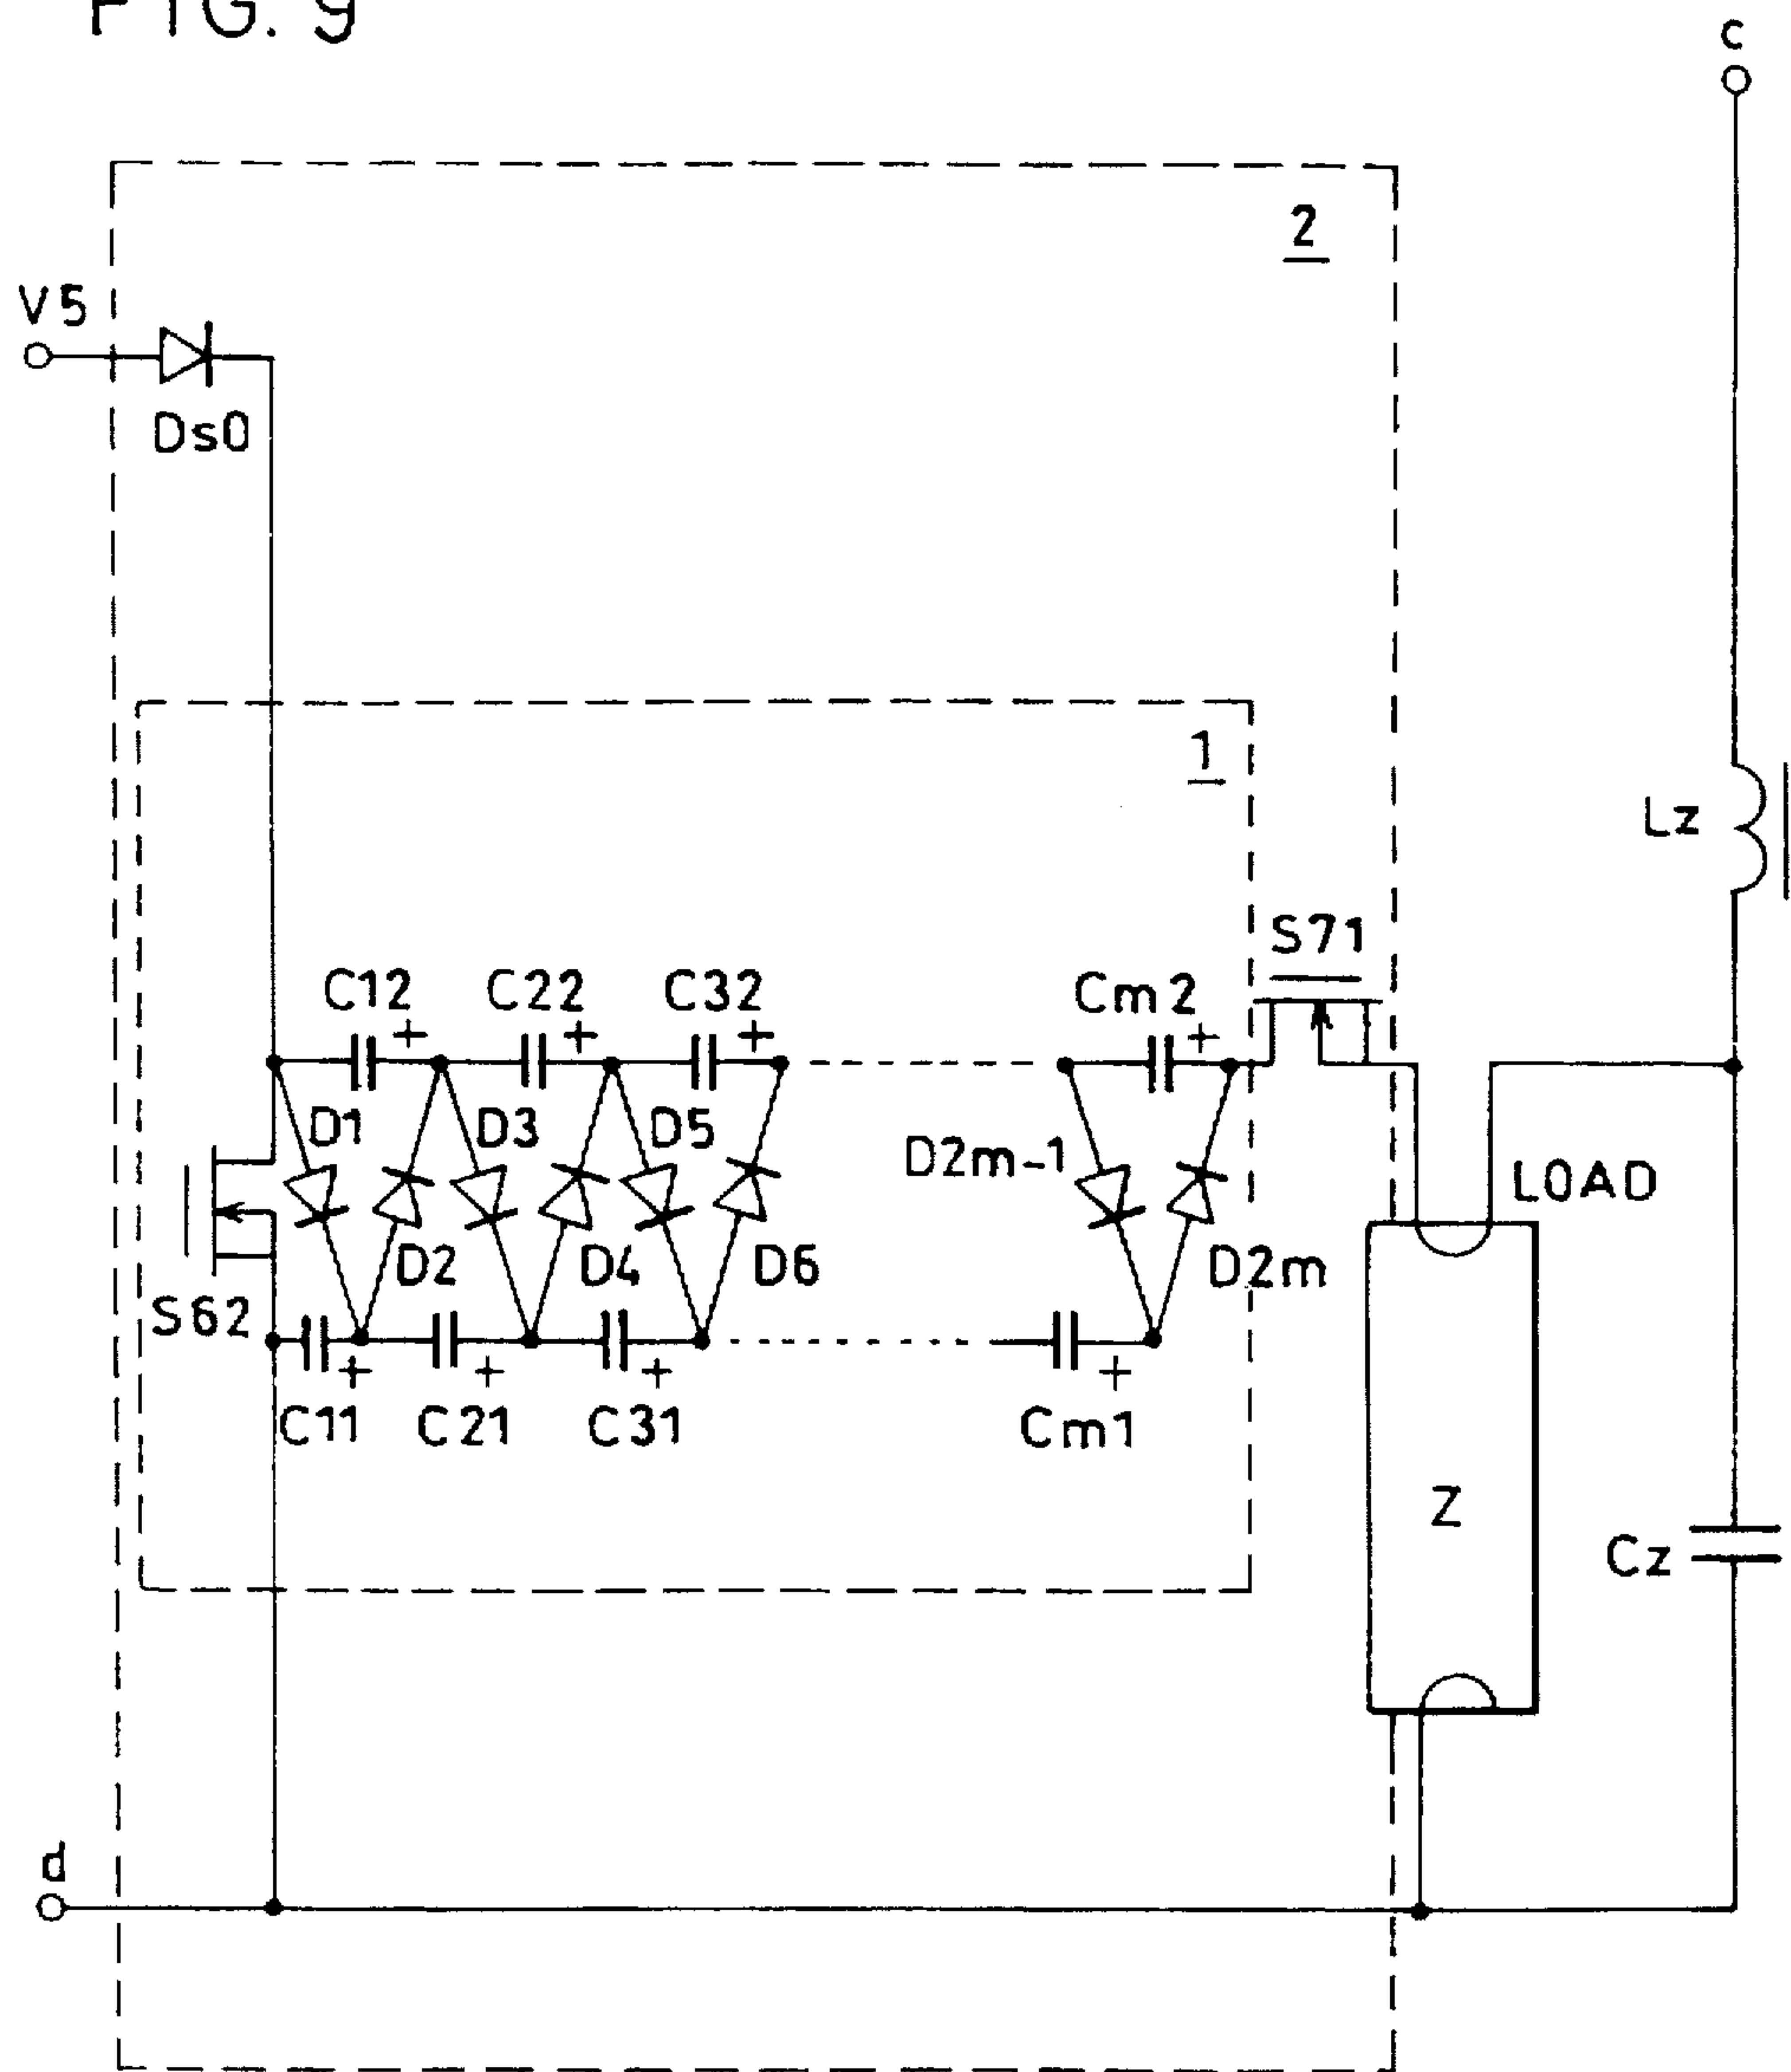 FIG. 9
c
2
V5
Ds0
1
Lz
S71
C12 C22 C32 Cm2
+ + + +
D1 D3 D5 D2m-1
LOAD
D2 D4 D6 D2m
S62
+ + + +
C11 C21 C31 Cm1
Z
Cz
d